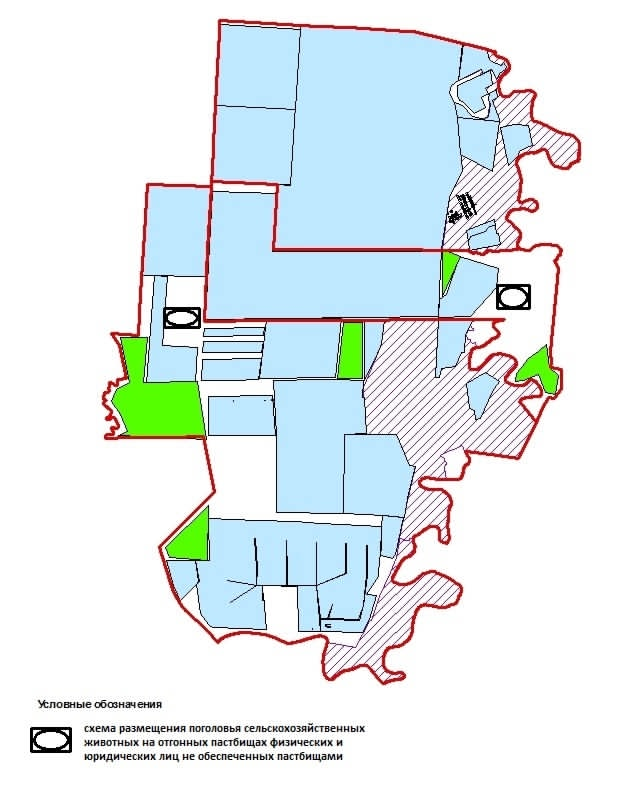 Условные обозначения
схема размещения поголовья сельскохозяйственных
животных на отгонных пастбищах физических и
юридических лиц не обеспеченных пастбищами